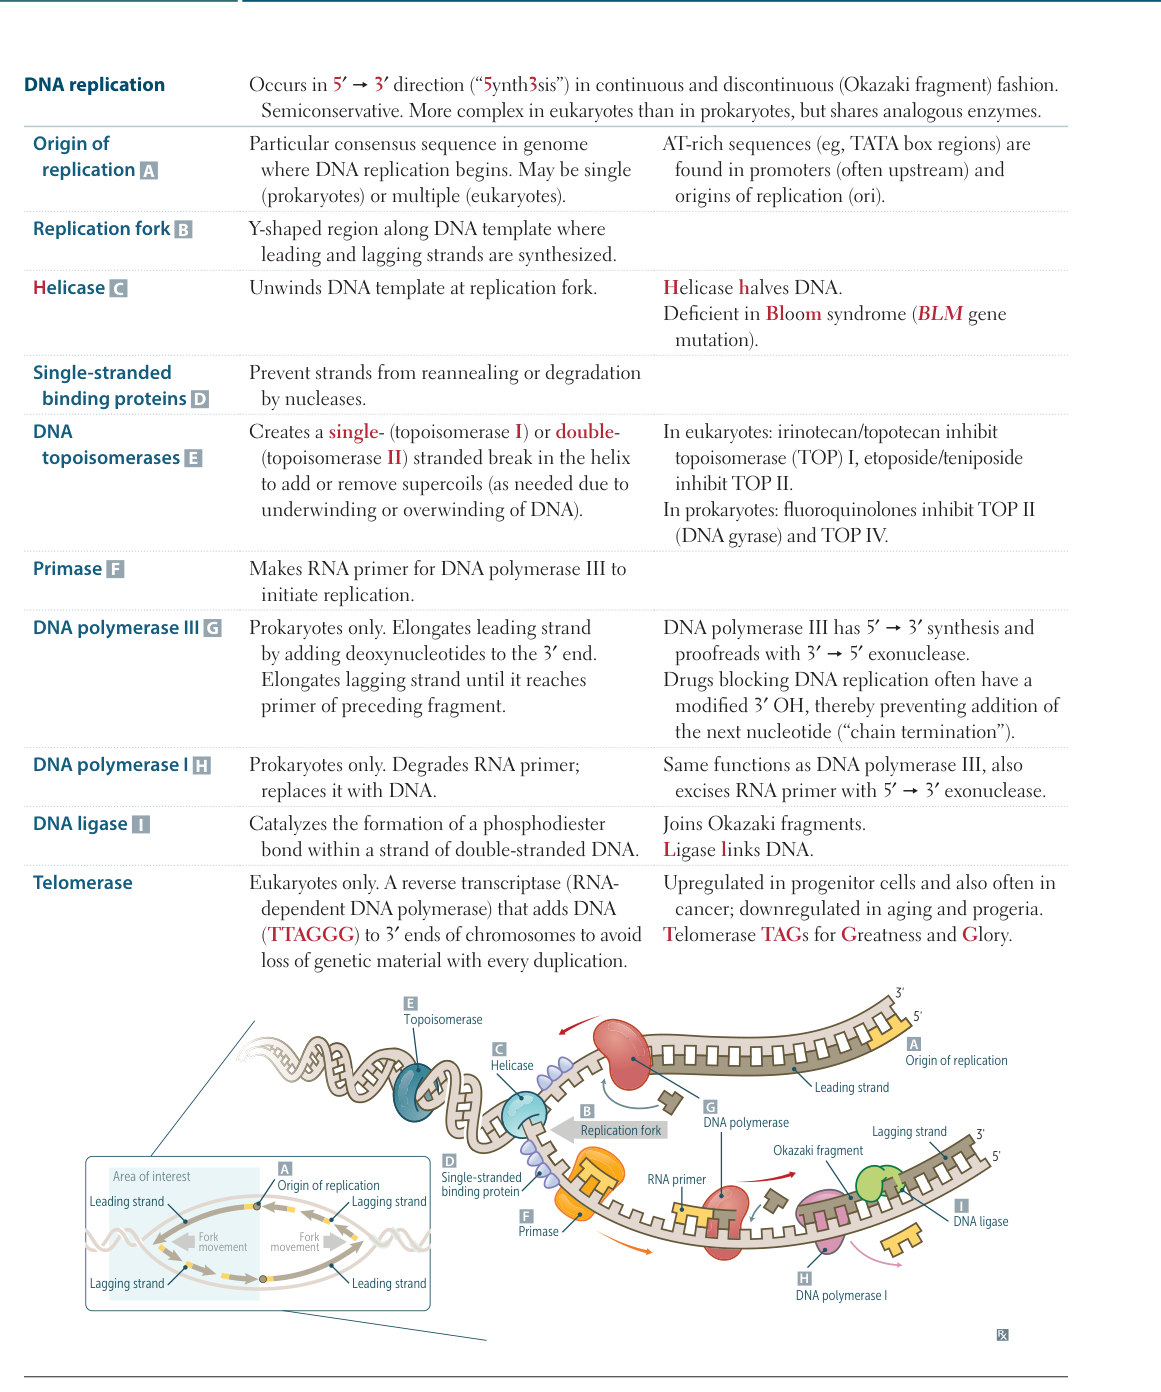 DNA replication
Occurs in 5′ → 3′ direction (“5ynth3sis”) in continuous and discontinuous (Okazaki fragment) fashion.
Semiconservative. More complex in eukaryotes than in prokaryotes, but shares analogous enzymes.
Origin of
replication A
Particular consensus sequence in genome
where DNA replication begins. May be single
(prokaryotes) or multiple (eukaryotes).
AT-rich sequences (eg, TATA box regions) are
found in promoters (often upstream) and
origins of replication (ori).
Replication fork B
Y-shaped region along DNA template where
leading and lagging strands are synthesized.
Helicase C
Unwinds DNA template at replication fork.
Helicase halves DNA.
Deficient in Bloom syndrome (BLM gene
mutation).
Single-stranded
binding proteins D
Prevent strands from reannealing or degradation
by nucleases.
DNA
topoisomerases E
Creates a single- (topoisomerase I) or double-
(topoisomerase II) stranded break in the helix
to add or remove supercoils (as needed due to
underwinding or overwinding of DNA).
In eukaryotes: irinotecan/topotecan inhibit
topoisomerase (TOP) I, etoposide/teniposide
inhibit TOP II.
In prokaryotes: fluoroquinolones inhibit TOP II
(DNA gyrase) and TOP IV.
Primase F
Makes RNA primer for DNA polymerase III to
initiate replication.
DNA polymerase III G
Prokaryotes only. Elongates leading strand
by adding deoxynucleotides to the 3′ end.
Elongates lagging strand until it reaches
primer of preceding fragment.
DNA polymerase III has 5′ → 3′ synthesis and
proofreads with 3′ → 5′ exonuclease.
Drugs blocking DNA replication often have a
modified 3′ OH, thereby preventing addition of
the next nucleotide (“chain termination”).
DNA polymerase I H
Prokaryotes only. Degrades RNA primer;
replaces it with DNA.
Same functions as DNA polymerase III, also
excises RNA primer with 5′ → 3′ exonuclease.
DNA ligase I
Catalyzes the formation of a phosphodiester
bond within a strand of double-stranded DNA.
Joins Okazaki fragments.
Ligase links DNA.
Telomerase
Eukaryotes only. A reverse transcriptase (RNA-
dependent DNA polymerase) that adds DNA
(TTAGGG) to 3′ ends of chromosomes to avoid
loss of genetic material with every duplication.
Upregulated in progenitor cells and also often in
cancer; downregulated in aging and progeria.
Telomerase TAGs for Greatness and Glory.
E
Topoisomerase
C
Helicase
3'
5'
A
Origin of replication
Leading strand
B
Replication fork
G
DNA polymerase
Lagging strand
3'
5'
Okazaki fragment
D
Single-stranded
binding protein
RNA primer
F
Primase
I
DNA ligase
H
DNA polymerase I
Area of interest
A
Origin of replication
Leading strand
Lagging strand
Fork
movement
Fork
movement
Lagging strand
Leading strand
Rx